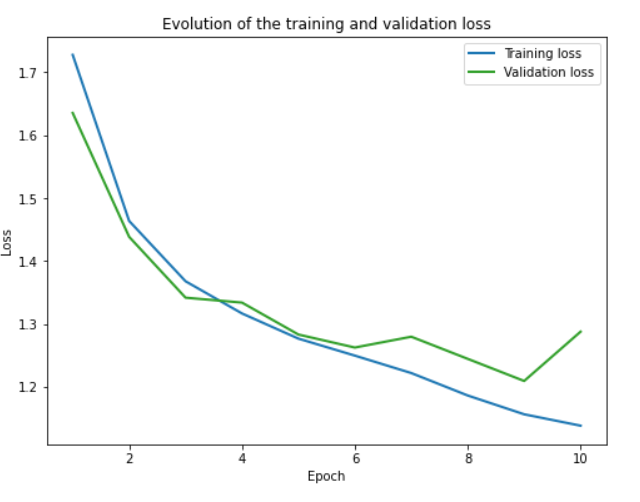 Evolution of the training and validation loss
Training loss
Validation loss
1.7
1.6
1.5
1.4
1.3
1.2
Loss
2
4
6
8
10
Epoch